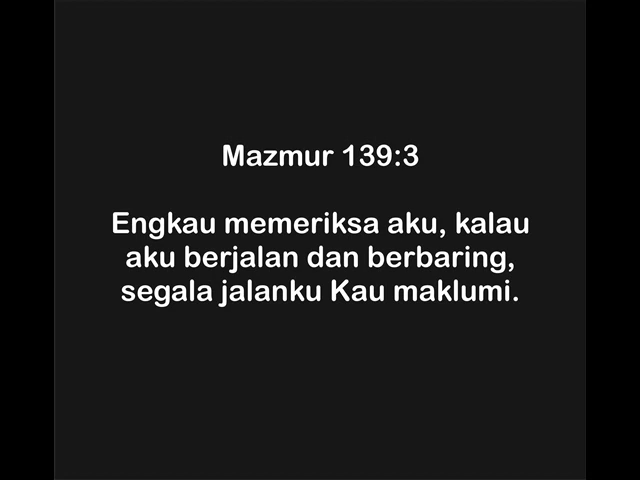 Mazmur 139:3
Engkau memeriksa aku, kalau
aku berjalan dan berbaring,
segala jalanku Kau maklumi.